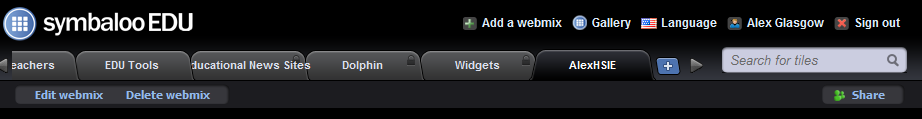 symbaloo EDU
Add a webmix Gallery Language Alex Glasgow Sign out
eachers EDU Tools ducational News Sites Dolphin Widgets AlexHSIE Search for tiles
Edit webmix Delete webmix Share